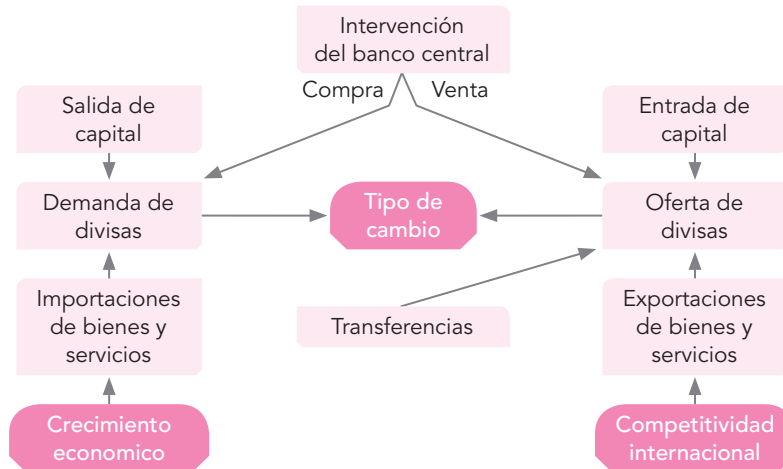 Intervención
del banco central
Compra
Venta
Salida de
capital
Entrada de
capital
Demanda de
divisas
Tipo de
cambio
Oferta de
divisas
Importaciones
de bienes y
servicios
Transferencias
Exportaciones
de bienes y
servicios
Crecimiento
economico
Competitividad
internacional